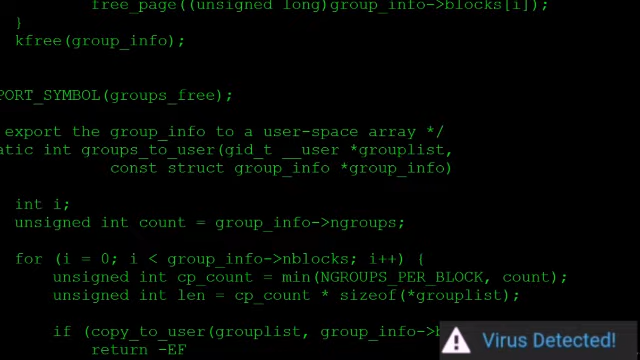 free_page((unsigned long)group_info->blocks[i]);
}
kfree(group_info);
PORT_SYMBOL(groups_free);
export the group_info to a user-space array */
atic int groups_to_user(gid_t __user *grouplist,
const struct group_info *group_info)
int i;
unsigned int count = group_info->ngroups;
for (i = 0; i < group_info->nblocks; i++) {
unsigned int cp_count = min(NGROUPS_PER_BLOCK, count);
unsigned int len = cp_count * sizeof(*grouplist);
if (copy_to_user(grouplist, group_info->b
return -EF
Virus Detected!